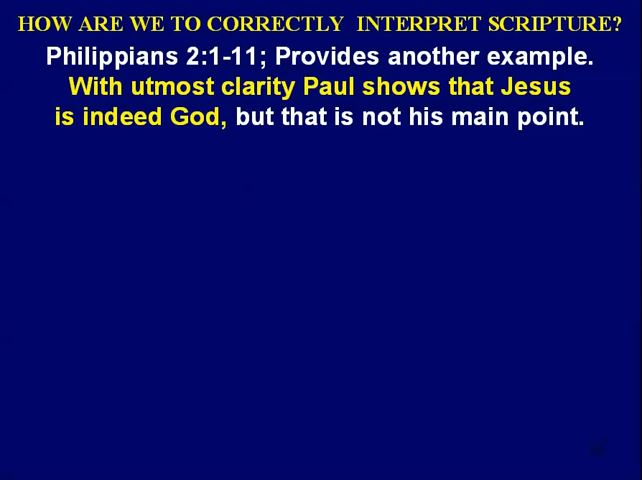 HOW ARE WE TO CORRECTLY INTERPRET SCRIPTURE?
Philippians 2:1-11; Provides another example.
With utmost clarity Paul shows that Jesus
is indeed God, but that is not his main point.